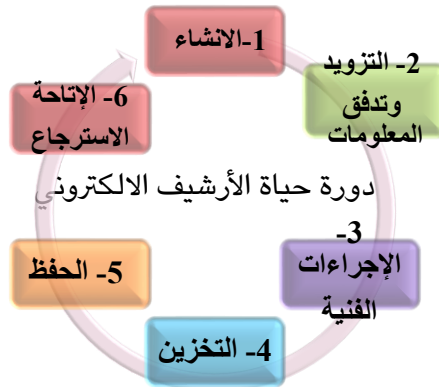 1-الانشاء
2- التزويد
وتدفق
المعلومات
3-
الإجراءات
الفنية
4- التخزين
5- الحفظ
6- الإتاحة
الاسترجاع
دورة حياة الأرشيف الالكتروني